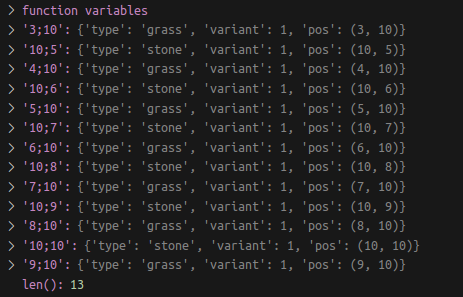 > function variables
> '3;10': {'type': 'grass', 'variant': 1, 'pos': (3, 10)}
> '10;5': {'type': 'stone', 'variant': 1, 'pos': (10, 5)}
> '4;10': {'type': 'grass', 'variant': 1, 'pos': (4, 10)}
> '10;6': {'type': 'stone', 'variant': 1, 'pos': (10, 6)}
> '5;10': {'type': 'grass', 'variant': 1, 'pos': (5, 10)}
> '10;7': {'type': 'stone', 'variant': 1, 'pos': (10, 7)}
> '6;10': {'type': 'grass', 'variant': 1, 'pos': (6, 10)}
> '10;8': {'type': 'stone', 'variant': 1, 'pos': (10, 8)}
> '7;10': {'type': 'grass', 'variant': 1, 'pos': (7, 10)}
> '10;9': {'type': 'stone', 'variant': 1, 'pos': (10, 9)}
> '8;10': {'type': 'grass', 'variant': 1, 'pos': (8, 10)}
> '10;10': {'type': 'stone', 'variant': 1, 'pos': (10, 10)}
> '9;10': {'type': 'grass', 'variant': 1, 'pos': (9, 10)}
len(): 13